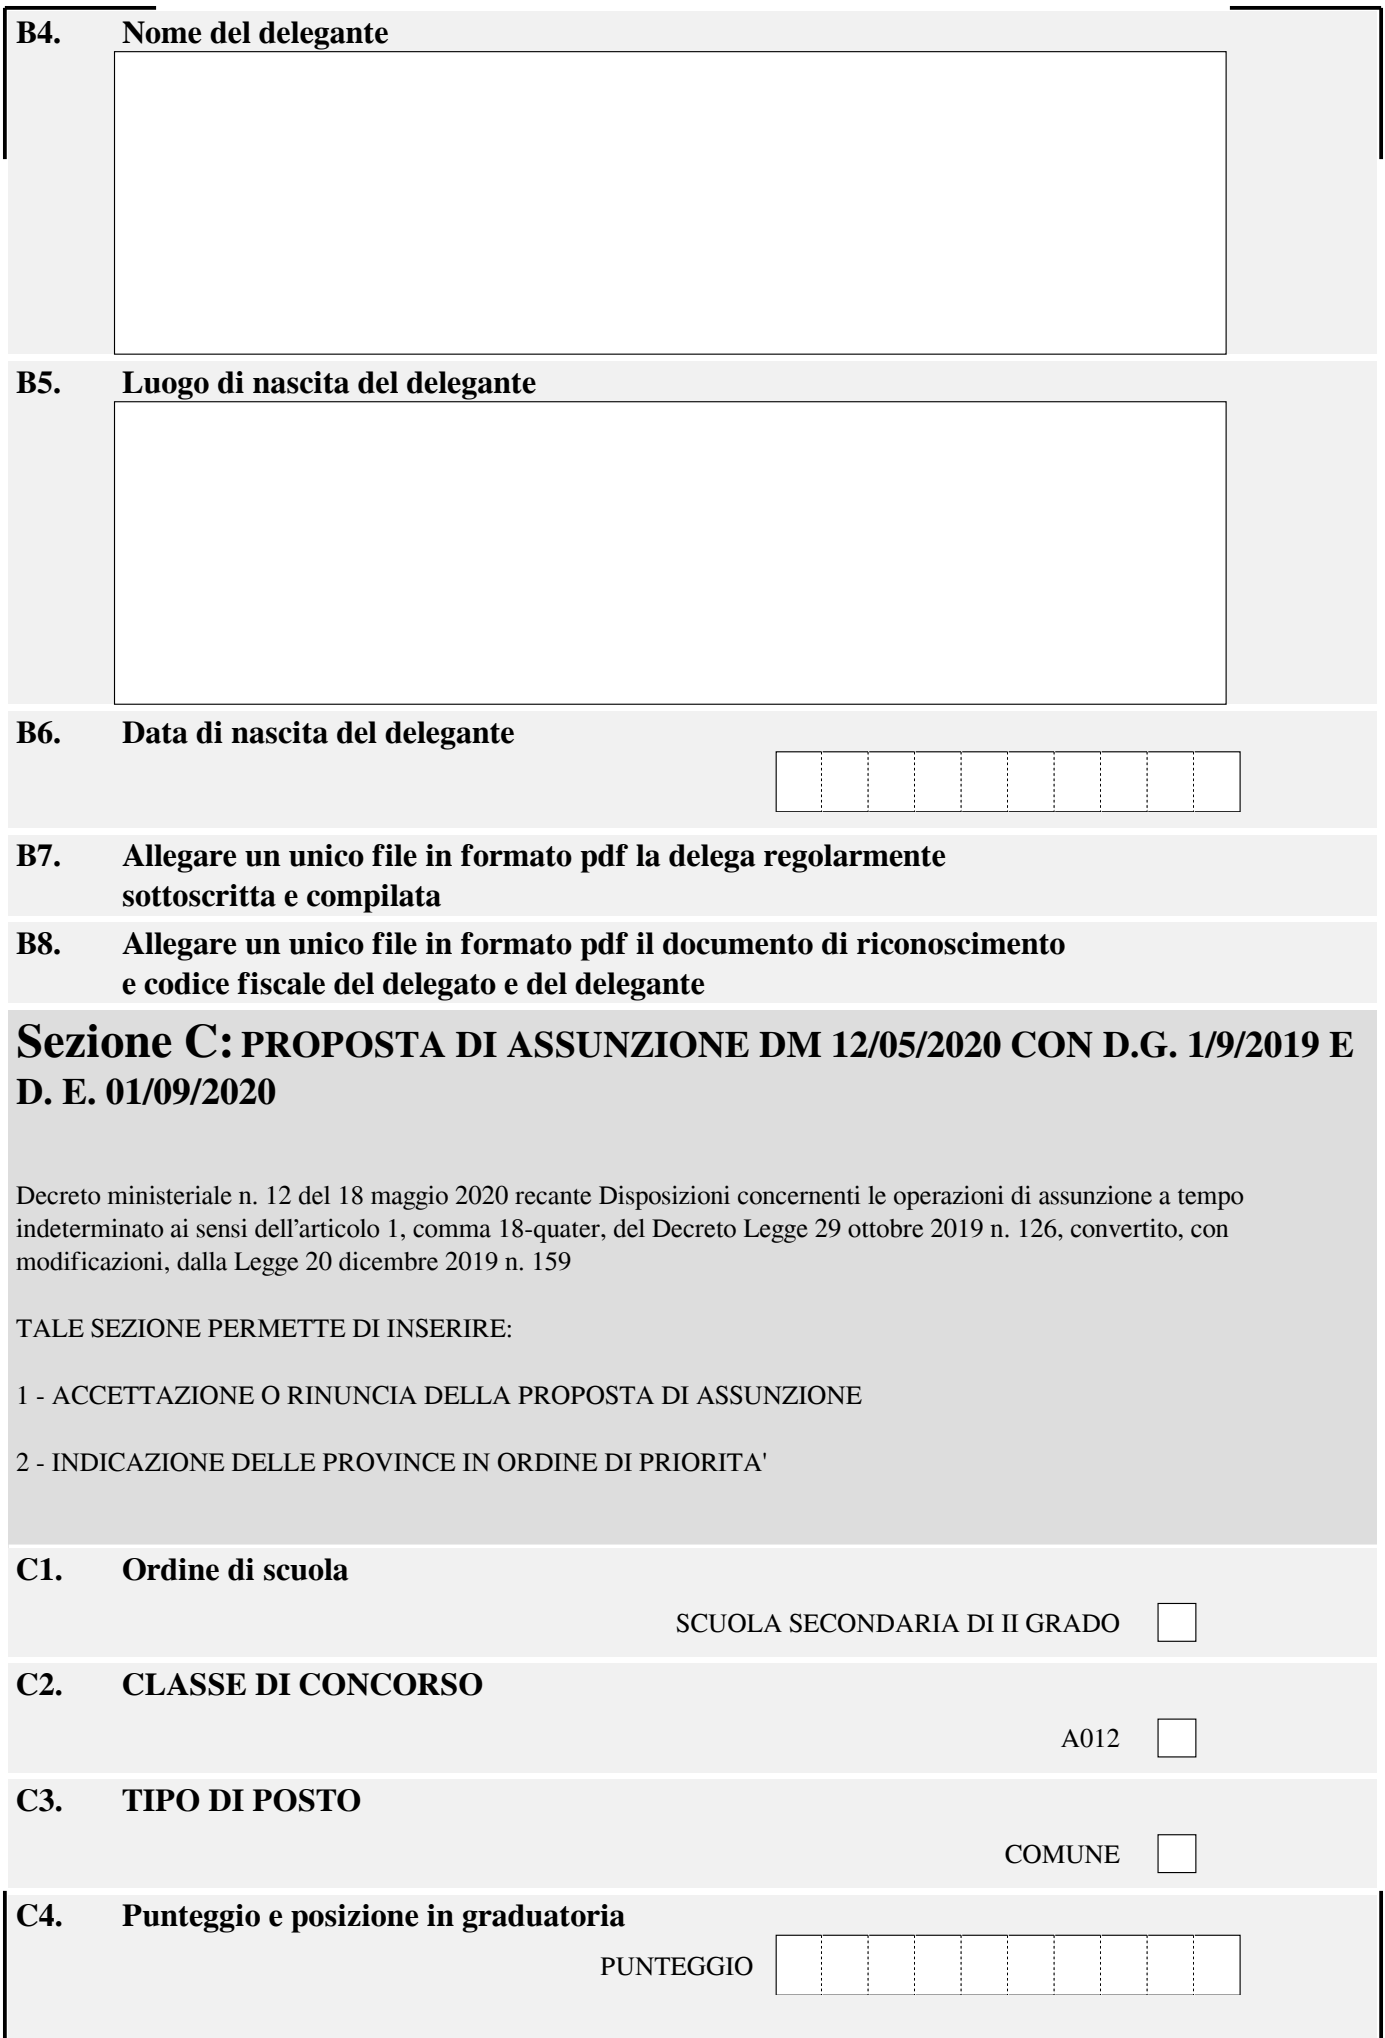 B4. Nome del delegante
B5. Luogo di nascita del delegante
B6. Data di nascita del delegante
B7. Allegare un unico file in formato pdf la delega regolarmente
sottoscritta e compilata
B8. Allegare un unico file in formato pdf il documento di riconoscimento
e codice fiscale del delegato e del delegante
Sezione C: PROPOSTA DI ASSUNZIONE DM 12/05/2020 CON D.G. 1/9/2019 E
D. E. 01/09/2020
Decreto ministeriale n. 12 del 18 maggio 2020 recante Disposizioni concernenti le operazioni di assunzione a tempo
indeterminato ai sensi dell’articolo 1, comma 18-quater, del Decreto Legge 29 ottobre 2019 n. 126, convertito, con
modificazioni, dalla Legge 20 dicembre 2019 n. 159
TALE SEZIONE PERMETTE DI INSERIRE:
1 - ACCETTAZIONE O RINUNCIA DELLA PROPOSTA DI ASSUNZIONE
2 - INDICAZIONE DELLE PROVINCE IN ORDINE DI PRIORITA'
C1. Ordine di scuola
SCUOLA SECONDARIA DI II GRADO
C2. CLASSE DI CONCORSO
A012
C3. TIPO DI POSTO
COMUNE
C4. Punteggio e posizione in graduatoria
PUNTEGGIO